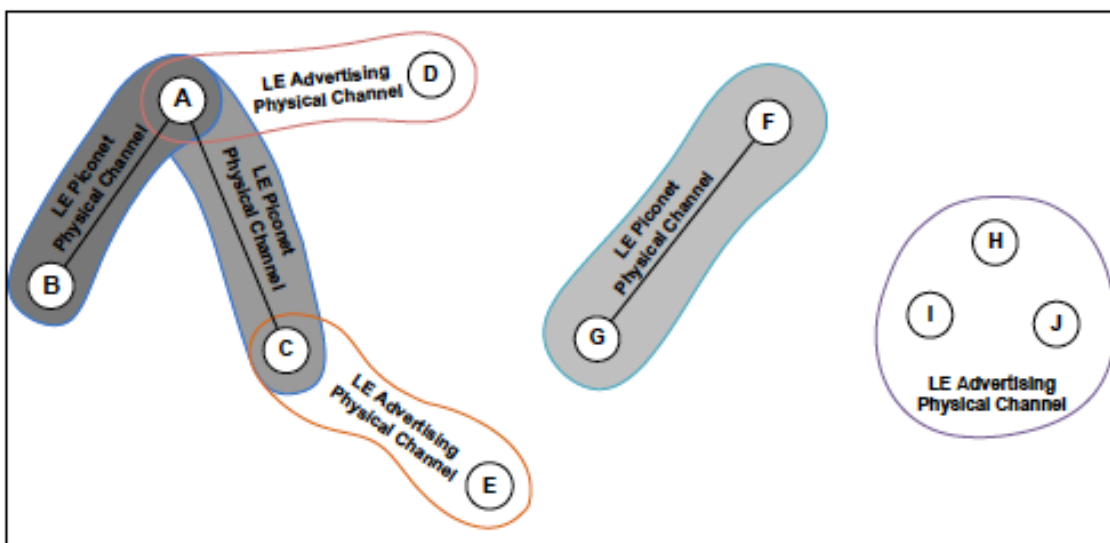 A
LE Advertising
Physical Channel
D
LE Piconet
Physical Channel
B
LE Piconet
Physical Channel
C
LE Advertising
Physical Channel
E
F
LE Piconet
Physical Channel
G
H
I
J
LE Advertising
Physical Channel